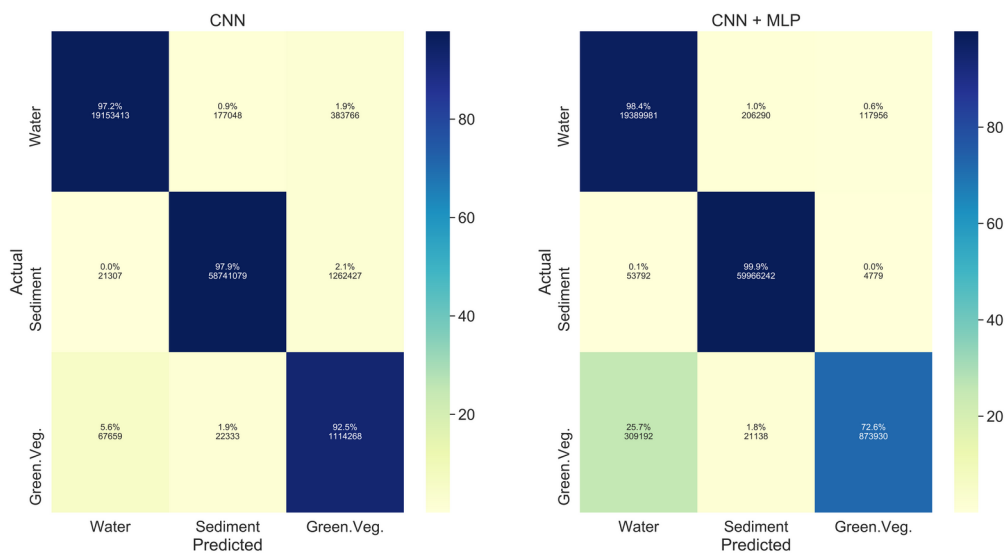 CNN
97.2%
19153413
0.9%
177048
1.9%
383766
0.0%
21307
97.9%
58741079
2.1%
1262427
5.6%
67659
1.9%
22333
92.5%
1114268
Actual
Water
Sediment
Green.Veg.
Water
Sediment
Green.Veg.
Predicted
80
60
40
20
CNN + MLP
98.4%
19389981
1.0%
206290
0.6%
117956
0.1%
53792
99.9%
59966242
0.0%
4779
25.7%
309192
1.8%
21138
72.6%
873930
Actual
Water
Sediment
Green.Veg.
Water
Sediment
Green.Veg.
Predicted
80
60
40
20